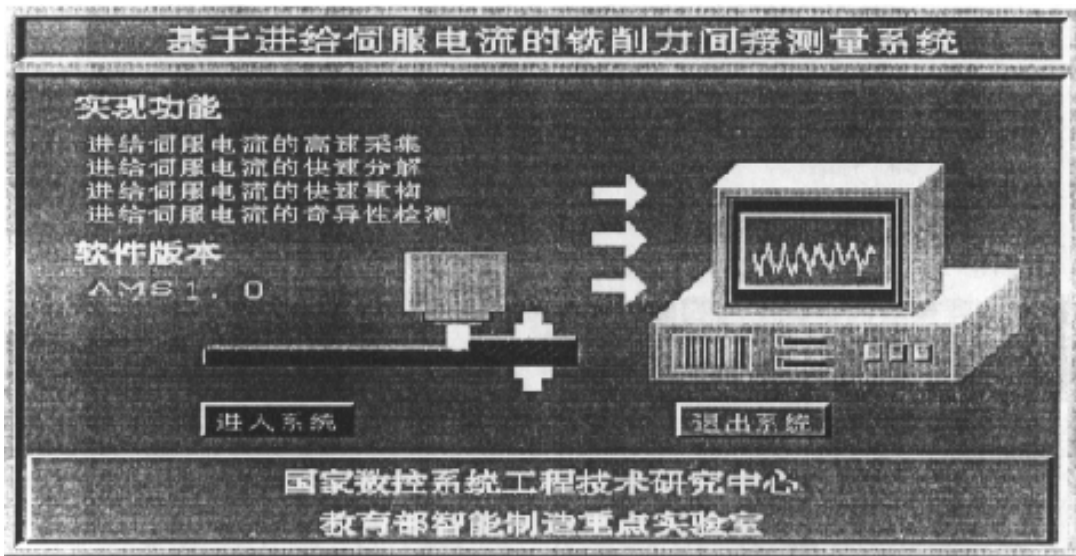 基于进给伺服电流的铣削力间接测量系统
实现功能
进给伺服电流的高速采集
进给伺服电流的快速分解
进给伺服电流的快速重构
进给伺服电流的奇异性检测
软件版本
AMS1.0
进入系统
退出系统
国家数控系统工程技术研究中心
教育部智能制造重点实验室